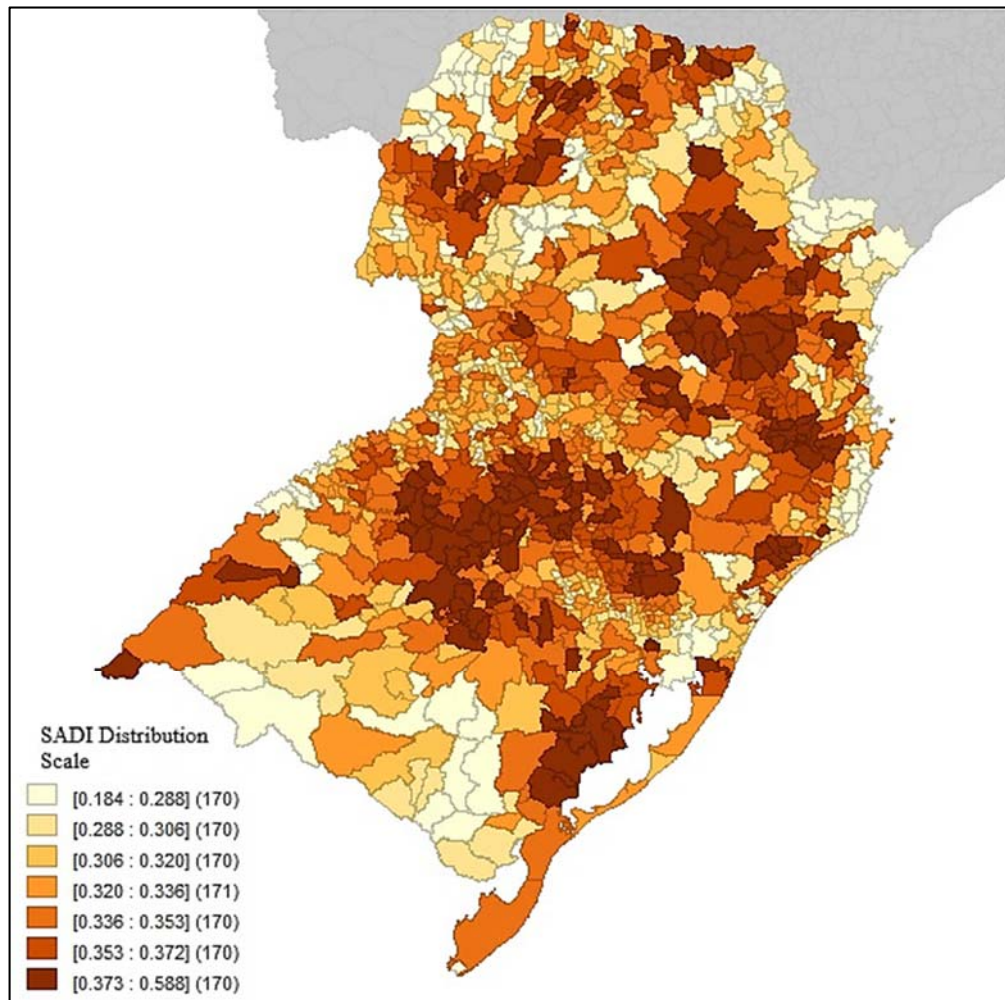 SADI Distribution
Scale
[0.184 : 0.288] (170)
[0.288 : 0.306] (170)
[0.306 : 0.320] (170)
[0.320 : 0.336] (171)
[0.336 : 0.353] (170)
[0.353 : 0.372] (170)
[0.373 : 0.588] (170)